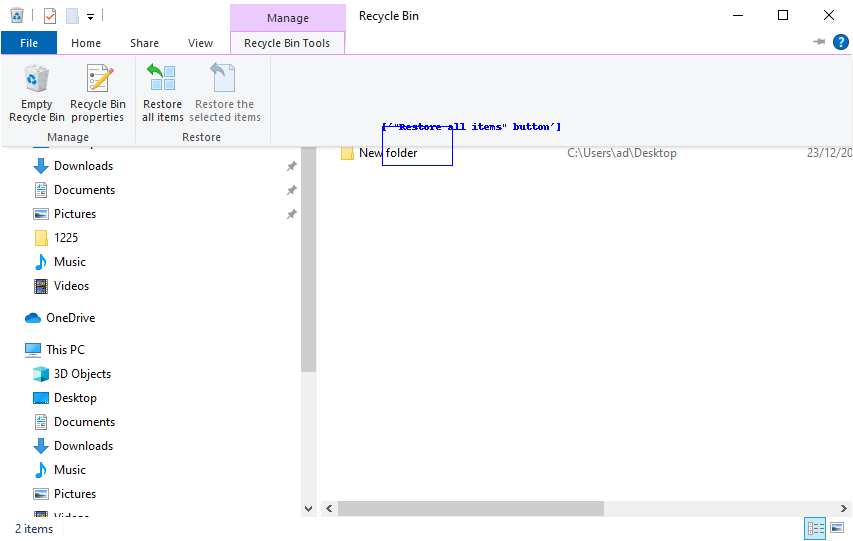 Manage
Recycle Bin
File
Home
Share
View
Recycle Bin Tools
Empty
Recycle Bin
Recycle Bin
properties
Restore
all items
Restore the
selected items
Manage
Restore
['"Restore all items" button']
New folder
C:\Users\ad\Desktop
23/12/20
Downloads
Documents
Pictures
1225
Music
Videos
OneDrive
This PC
3D Objects
Desktop
Documents
Downloads
Music
Pictures
Videos
2 items